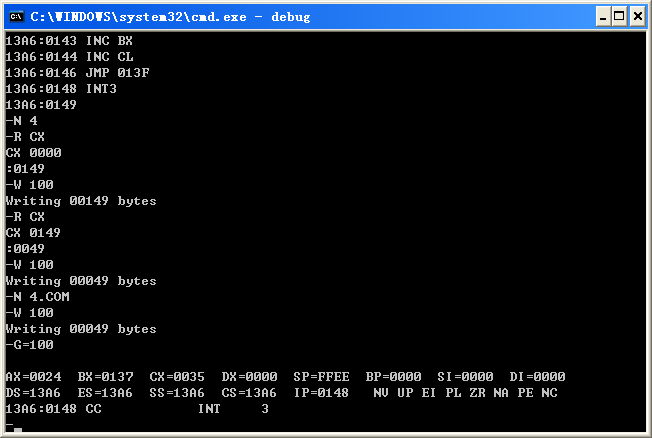 C:\WINDOWS\system32\cmd.exe - debug
13A6:0143 INC BX
13A6:0144 INC CL
13A6:0146 JMP 013F
13A6:0148 INT3
13A6:0149
-N 4
-R CX
CX 0000
:0149
-W 100
Writing 00149 bytes
-R CX
CX 0149
:0049
-W 100
Writing 00049 bytes
-N 4.COM
-W 100
Writing 00049 bytes
-G=100
AX=0024  BX=0137  CX=0035  DX=0000  SP=FFEE  BP=0000  SI=0000  DI=0000
DS=13A6  ES=13A6  SS=13A6  CS=13A6  IP=0148   NV UP EI PL ZR NA PE NC
13A6:0148 CC            INT     3
-